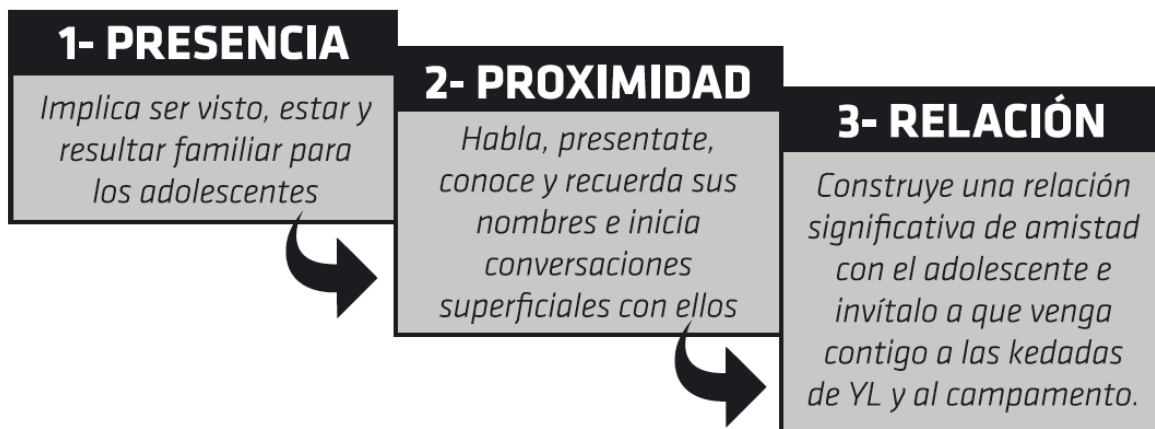 1- PRESENCIA
Implica ser visto, estar y
resultar familiar para
los adolescentes
2- PROXIMIDAD
Habla, presentate,
conoce y recuerda sus
nombres e inicia
conversaciones
superficiales con ellos
3- RELACIÓN
Construye una relación
significativa de amistad
con el adolescente e
invítalo a que venga
contigo a las kedadas
de YL y al campamento.